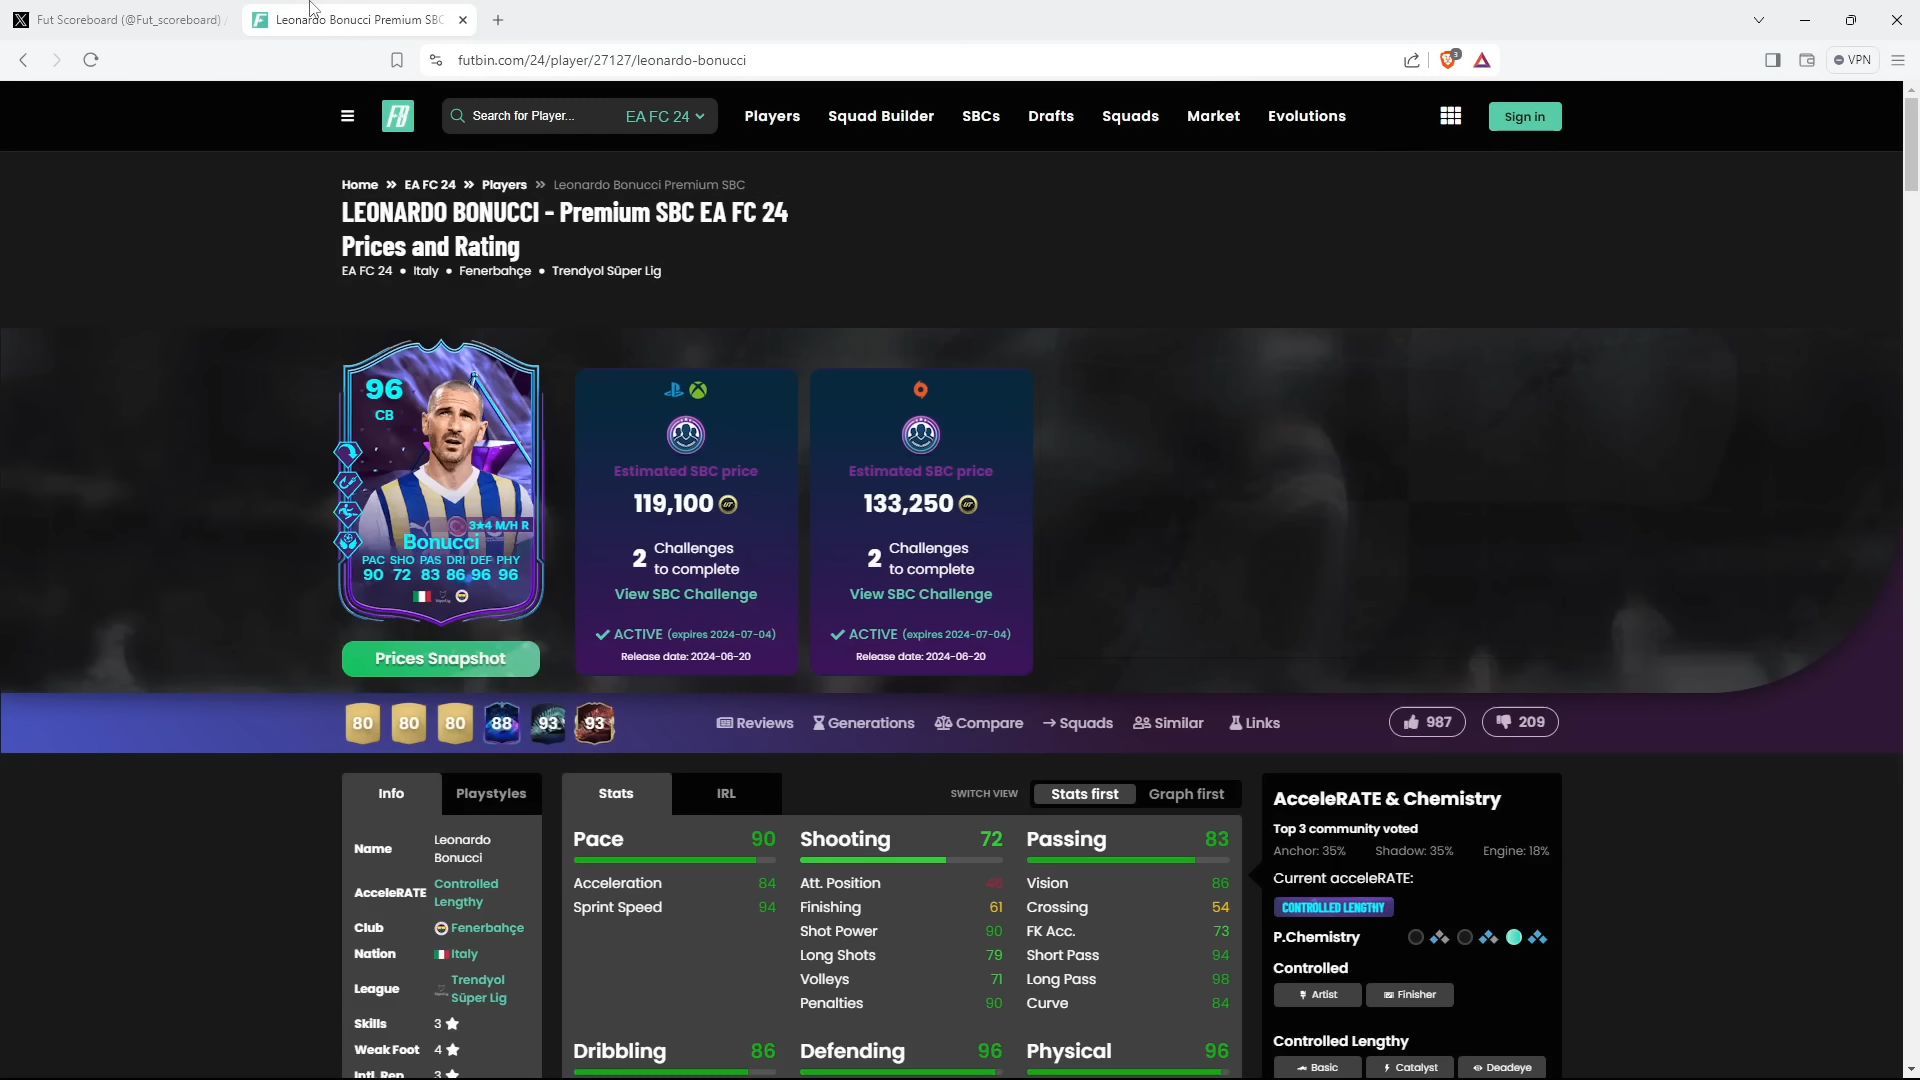 Fut Scoreboard (@Fut_scoreboard) /
Leonardo Bonucci Premium SBC
futbin.com/24/player/27127/leonardo-bonucci
3
VPN
Search for Player...
EA FC 24
Players
Squad Builder
SBCs
Drafts
Squads
Market
Evolutions
Sign in
Home » EA FC 24 » Players » Leonardo Bonucci Premium SBC
LEONARDO BONUCCI - Premium SBC EA FC 24
Prices and Rating
EA FC 24 • Italy • Fenerbahçe • Trendyol Süper Lig
96
CB
3★4 M/H R
Bonucci
PAC SHO PAS DRI DEF PHY
90 72 83 86 96 96
Prices Snapshot
Estimated SBC price
119,100
2 Challenges
to complete
View SBC Challenge
ACTIVE (expires 2024-07-04)
Release date: 2024-06-20
Estimated SBC price
133,250
2 Challenges
to complete
View SBC Challenge
ACTIVE (expires 2024-07-04)
Release date: 2024-06-20
80 80 80 88 93 93
Reviews
Generations
Compare
Squads
Similar
Links
987
209
Info
Playstyles
Name Leonardo
Bonucci
AcceleRATE Controlled
Lengthy
Club Fenerbahçe
Nation Italy
League Trendyol
Süper Lig
Skills 3
Weak Foot 4
Intl. Rep 3
Stats
IRL
SWITCH VIEW
Stats first
Graph first
Pace 90
Acceleration 84
Sprint Speed 94
Shooting 72
Att. Position
Finishing 61
Shot Power 90
Long Shots 79
Volleys 71
Penalties 90
Passing 83
Vision 86
Crossing 54
FK Acc. 73
Short Pass 94
Long Pass 98
Curve 84
Dribbling 86
Defending 96
Physical 96
AcceleRATE & Chemistry
Top 3 community voted
Anchor: 35% Shadow: 35% Engine: 18%
Current acceleRATE:
CONTROLLED LENGTHY
P.Chemistry
Controlled
Artist
Finisher
Controlled Lengthy
Basic
Catalyst
Deadeye